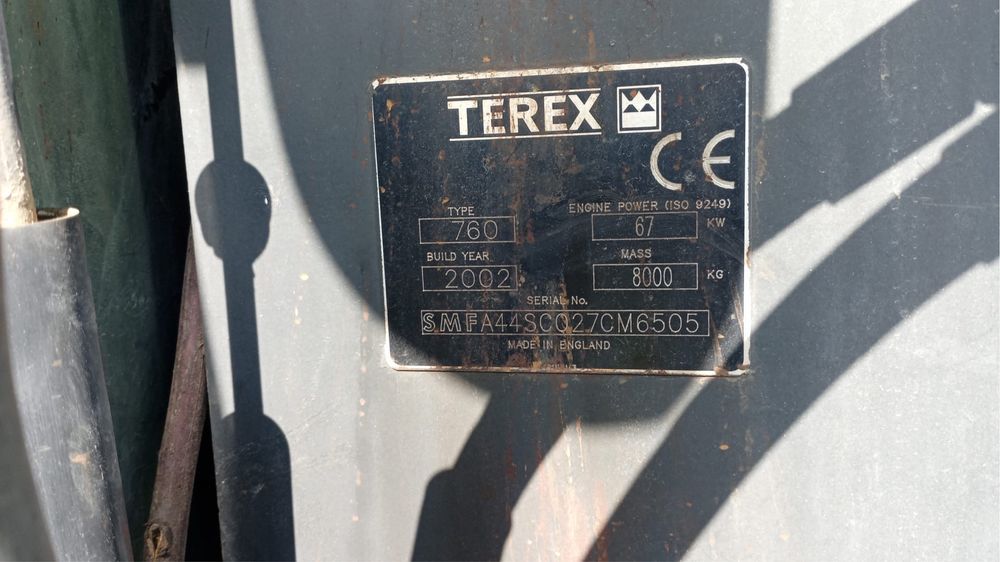 TEREX
CE
TYPE
760
ENGINE POWER (ISO 9249)
67 KW
BUILD YEAR
2002
MASS
8000 KG
SERIAL No.
SMFA44SC027CM6505
MADE IN ENGLAND